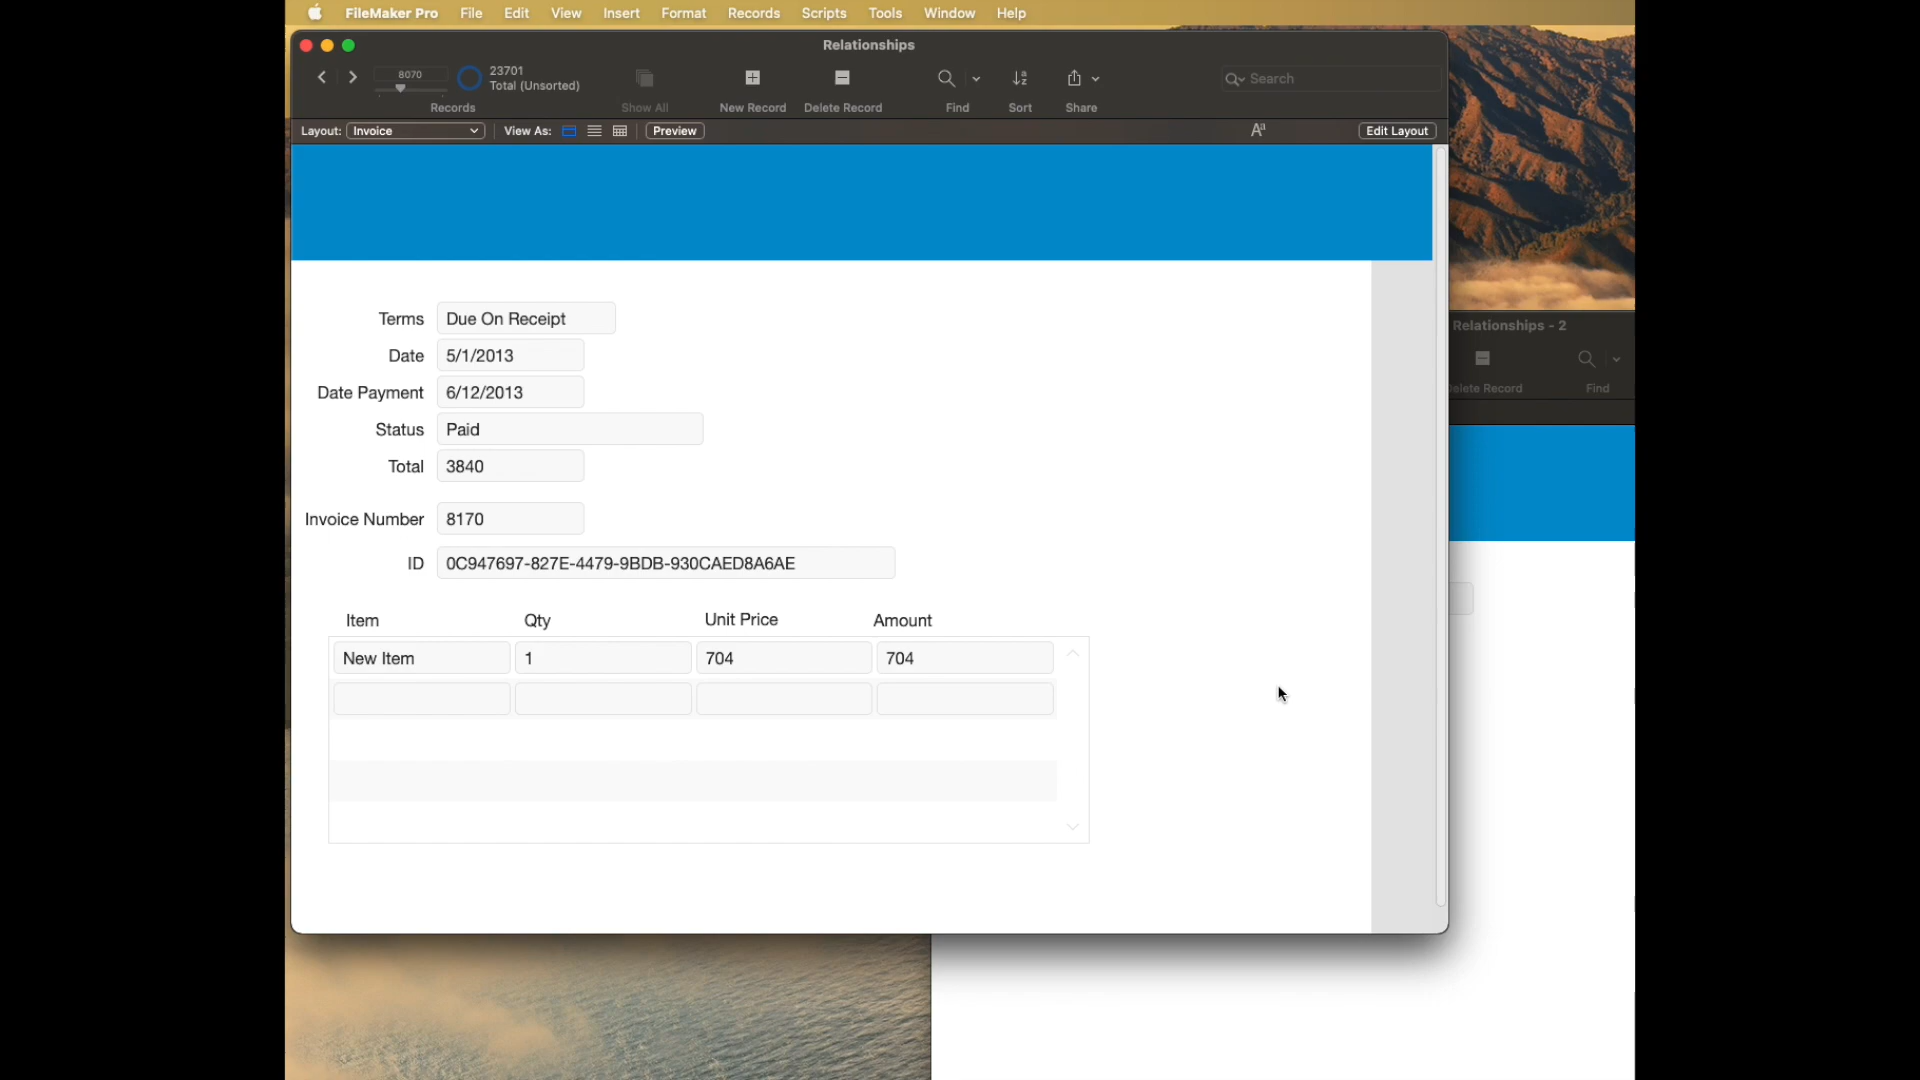 FileMaker Pro File Edit View Insert Format Records Scripts Tools Window Help
Relationships
8070
23701
Total (Unsorted)
Records
Show All
New Record
Delete Record
Find
Sort
Share
Search
Layout: Invoice
View As:
Preview
Aa
Edit Layout
Terms Due On Receipt
Date 5/1/2013
Date Payment 6/12/2013
Status Paid
Total 3840
Invoice Number 8170
ID 0C947697-827E-4479-9BDB-930CAED8A6AE
Item Qty Unit Price Amount
New Item 1 704 704
Relationships - 2
Delete Record
Find